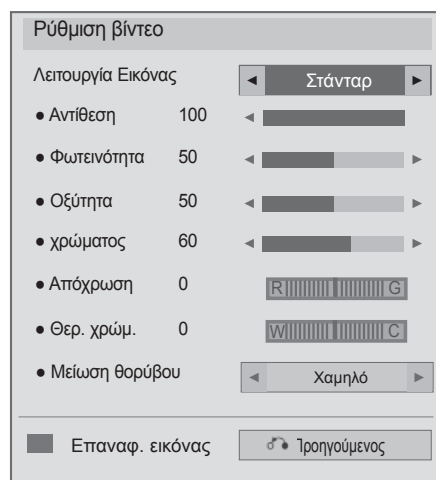 Ρύθμιση βίντεο
Λειτουργία Εικόνας ◄ Στάνταρ ►
● Αντίθεση 100 ◄
● Φωτεινότητα 50 ◄ ►
● Οξύτητα 50 ◄ ►
● χρώματος 60 ◄ ►
● Απόχρωση 0 R G
● Θερ. χρώμ. 0 W C
● Μείωση θορύβου ◄ Χαμηλό ►
Επαναφ. εικόνας Προηγούμενος